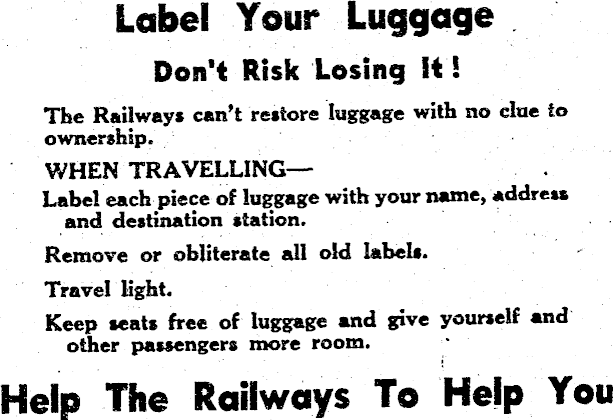 Label Your Luggage
Don't Risk Losing It!
The Railways can't restore luggage with no clue to
ownership.
WHEN TRAVELLING—
Label each piece of luggage with your name, address
and destination station.
Remove or obliterate all old labels.
Travel light.
Keep seats free of luggage and give yourself and
other passengers more room.
Help The Railways To Help You